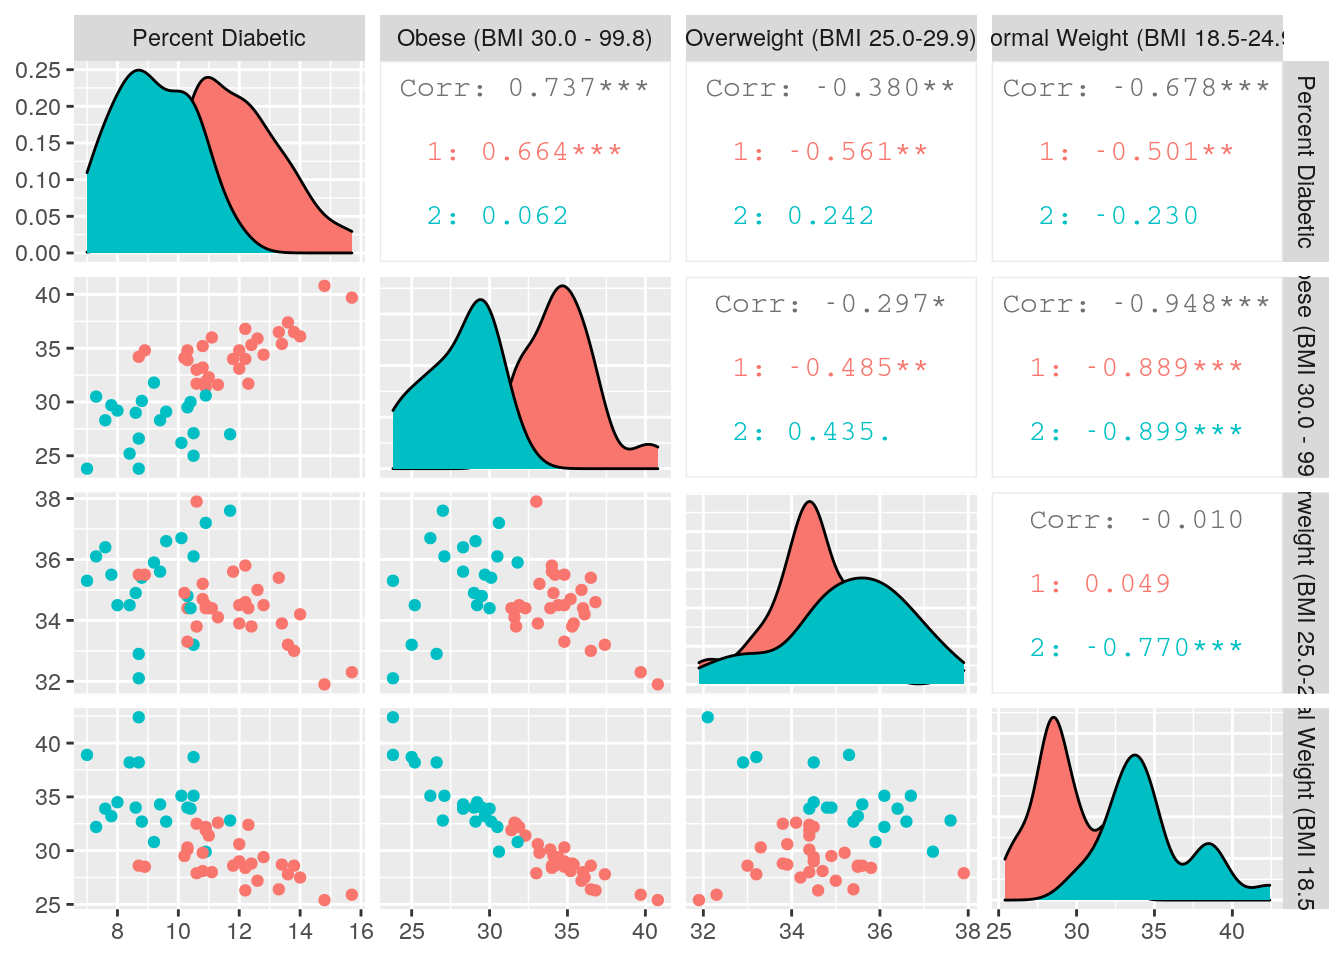 Percent Diabetic
Obese (BMI 30.0 - 99.8)
Overweight (BMI 25.0-29.9)
ormal Weight (BMI 18.5-24.9
0.25
0.20
0.15
0.10
0.05
0.00
Corr: 0.737***
1: 0.664***
2: 0.062
Corr: -0.380**
1: -0.561**
2: 0.242
Corr: -0.678***
1: -0.501**
2: -0.230
Percent Diabetic
40
35
30
25
Corr: -0.297*
1: -0.485**
2: 0.435.
Corr: -0.948***
1: -0.889***
2: -0.899***
bese (BMI 30.0 - 99
38
36
34
32
Corr: -0.010
1: 0.049
2: -0.770***
rweight (BMI 25.0-2
40
35
30
25
al Weight (BMI 18.5
8 10 12 14 16
25 30 35 40
32 34 36 38
25 30 35 40